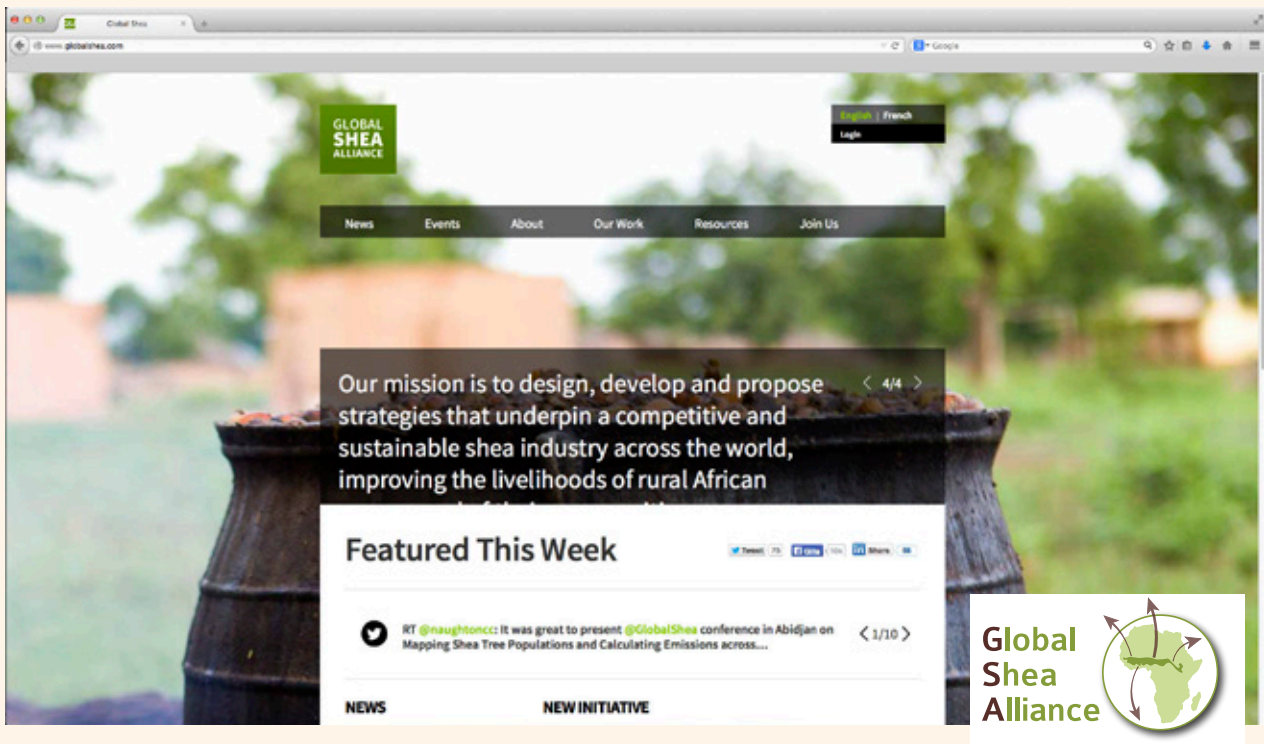 Global Shea
www.globalshea.com
Google
GLOBAL
SHEA
ALLIANCE
English | French
Login
News Events About Our Work Resources Join Us
Our mission is to design, develop and propose
strategies that underpin a competitive and
sustainable shea industry across the world,
improving the livelihoods of rural African
4/4
Featured This Week
Tweet
Share
RT @naughtoncc: It was great to present @GlobalShea conference in Abidjan on
Mapping Shea Tree Populations and Calculating Emissions across....
1/10
NEWS NEW INITIATIVE
Global
Shea
Alliance